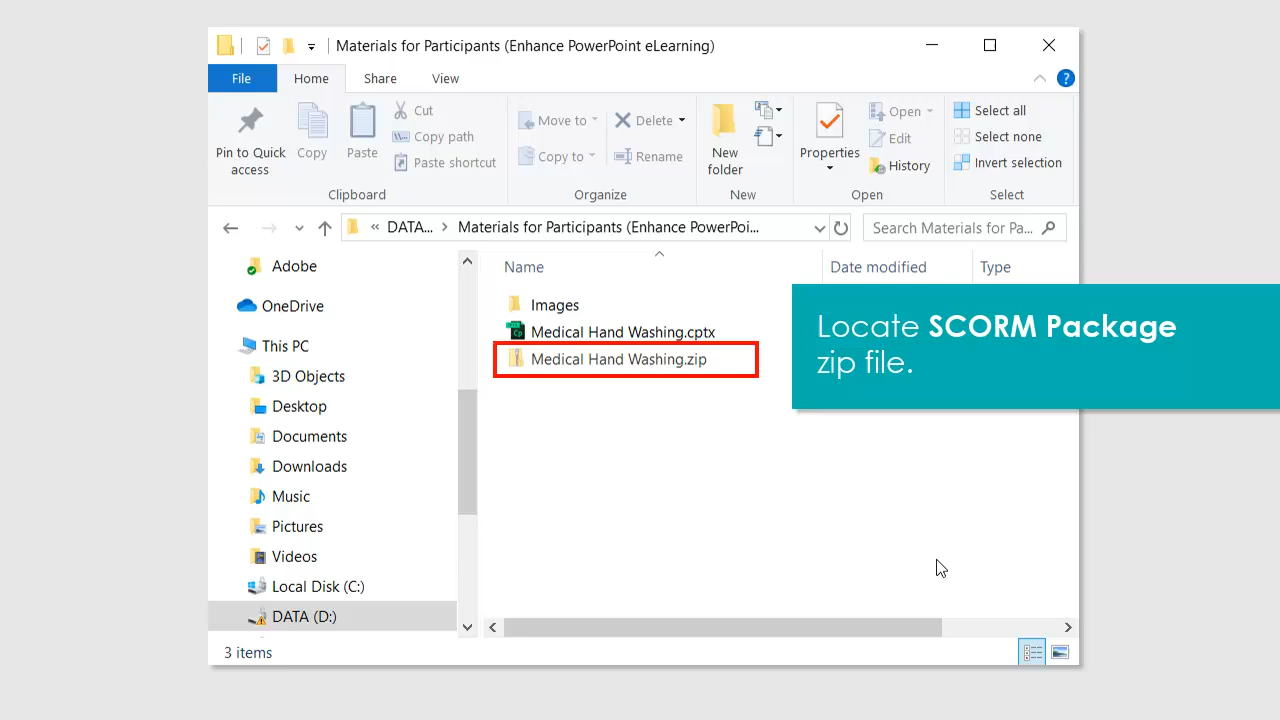 Materials for Participants (Enhance PowerPoint eLearning)
File Home Share View
Pin to Quick access
Copy
Paste
Cut
Copy path
Paste shortcut
Clipboard
Move to
Copy to
Delete
Rename
Organize
New folder
New
Properties
Open
Edit
History
Open
Select all
Select none
Invert selection
Select
« DATA... > Materials for Participants (Enhance PowerPoi...
Search Materials for Pa...
Adobe
OneDrive
This PC
3D Objects
Desktop
Documents
Downloads
Music
Pictures
Videos
Local Disk (C:)
DATA (D:)
Name Date modified Type
Images
Medical Hand Washing.cptx
Medical Hand Washing.zip
Locate SCORM Package
zip file.
3 items